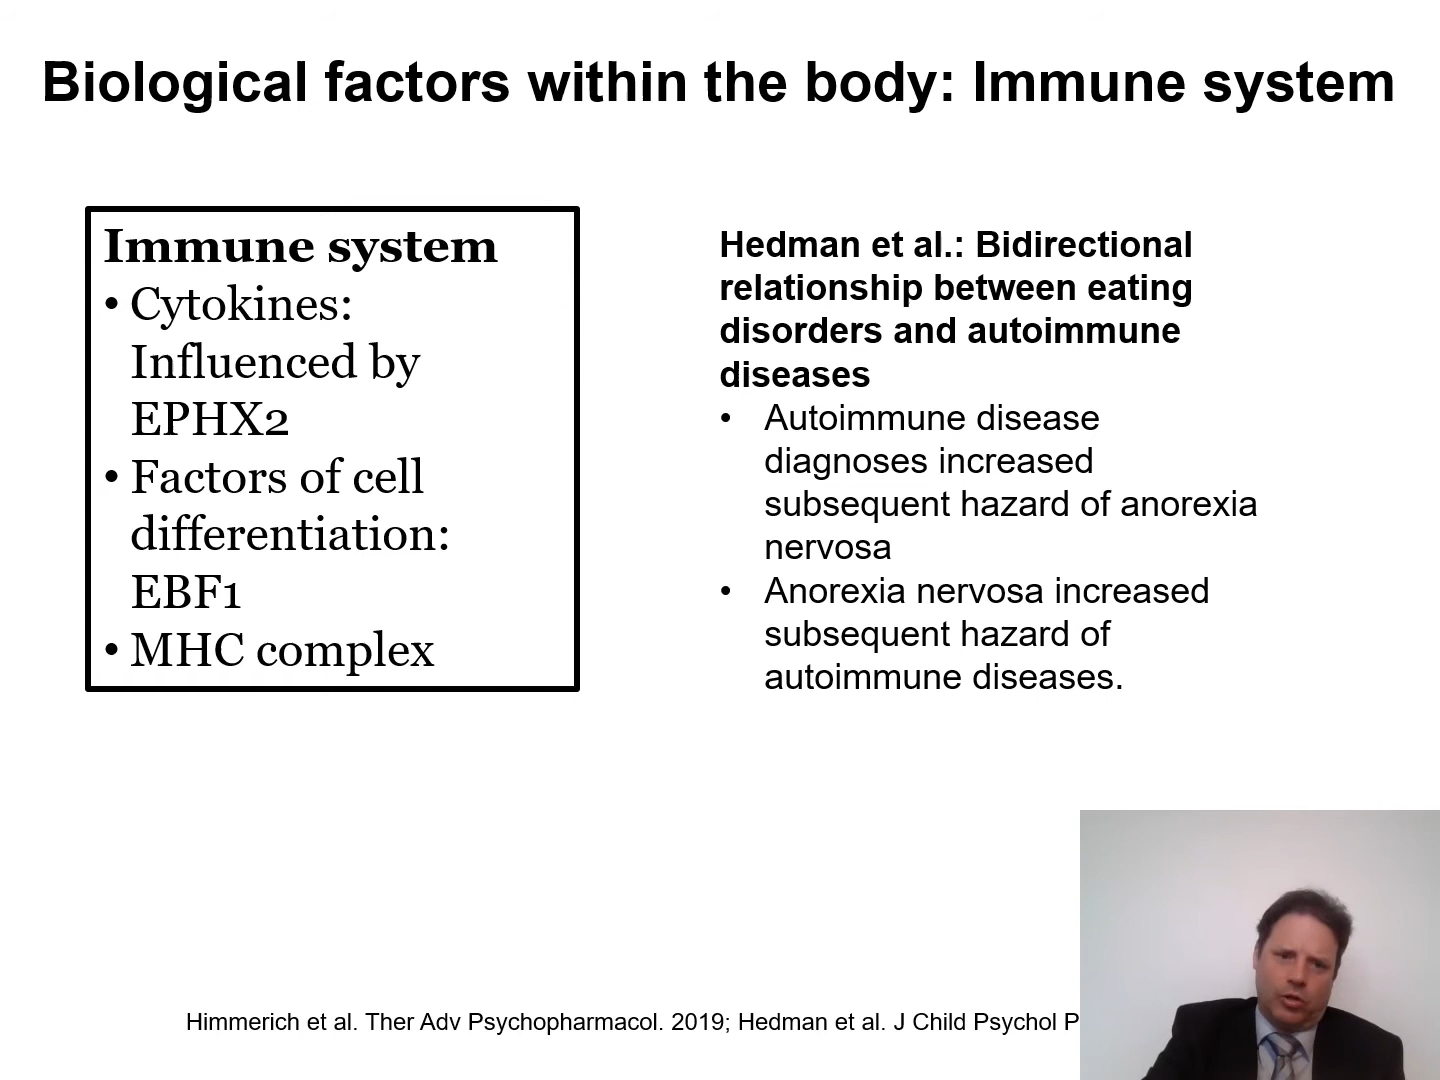 Biological factors within the body: Immune system
Immune system
• Cytokines:
Influenced by
EPHX2
• Factors of cell
differentiation:
EBF1
• MHC complex
Hedman et al.: Bidirectional
relationship between eating
disorders and autoimmune
diseases
• Autoimmune disease
diagnoses increased
subsequent hazard of anorexia
nervosa
• Anorexia nervosa increased
subsequent hazard of
autoimmune diseases.
Himmerich et al. Ther Adv Psychopharmacol. 2019; Hedman et al. J Child Psychol P